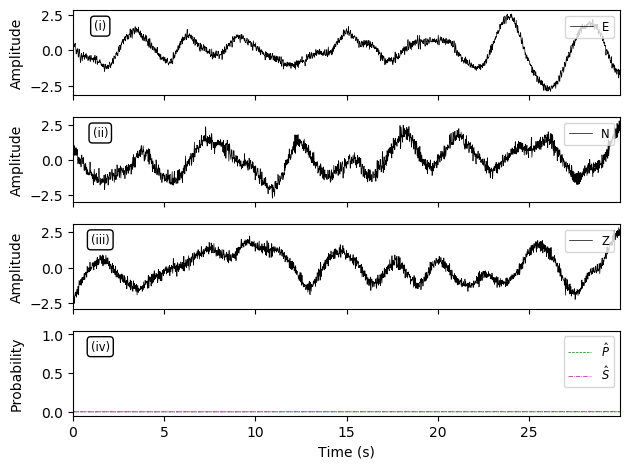 2.5
0.0
−2.5
Amplitude
(i)
E
2.5
0.0
−2.5
Amplitude
(ii)
N
2.5
0.0
−2.5
Amplitude
(iii)
Z
1.0
0.5
0.0
Probability
(iv)
P̂
Ŝ
0 5 10 15 20 25
Time (s)